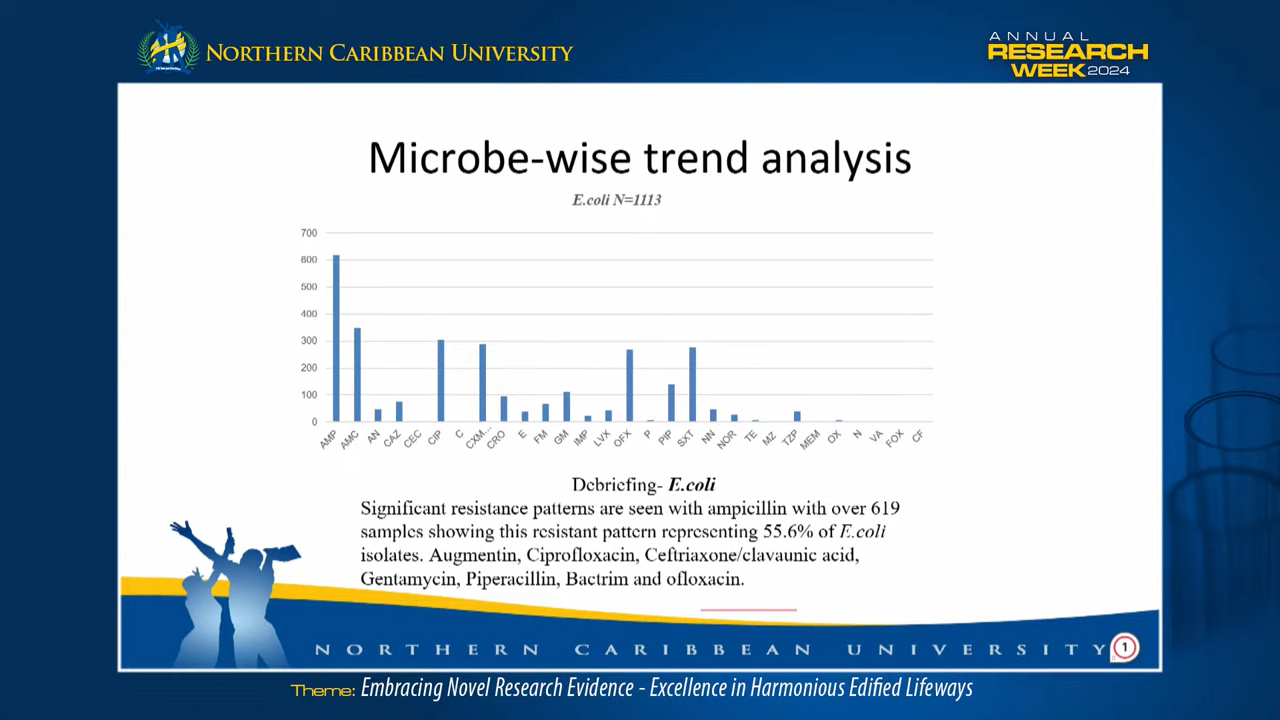 NORTHERN CARIBBEAN UNIVERSITY
ANNUAL
RESEARCH
WEEK 2024
Microbe-wise trend analysis
E.coli N=1113
700
600
500
400
300
200
100
0
AMP AMC AN CAZ CEC CIP C CXM... CRO E FM GM IMP LVX OFX P PIP SXT NN NOR TE MZ TZP MEM OX N VA FOX CF
Debriefing- E.coli
Significant resistance patterns are seen with ampicillin with over 619
samples showing this resistant pattern representing 55.6% of E.coli
isolates. Augmentin, Ciprofloxacin, Ceftriaxone/clavaunic acid,
Gentamycin, Piperacillin, Bactrim and ofloxacin.
NORTHERN CARIBBEAN UNIVERSITY
1
Theme: Embracing Novel Research Evidence - Excellence in Harmonious Edified Lifeways